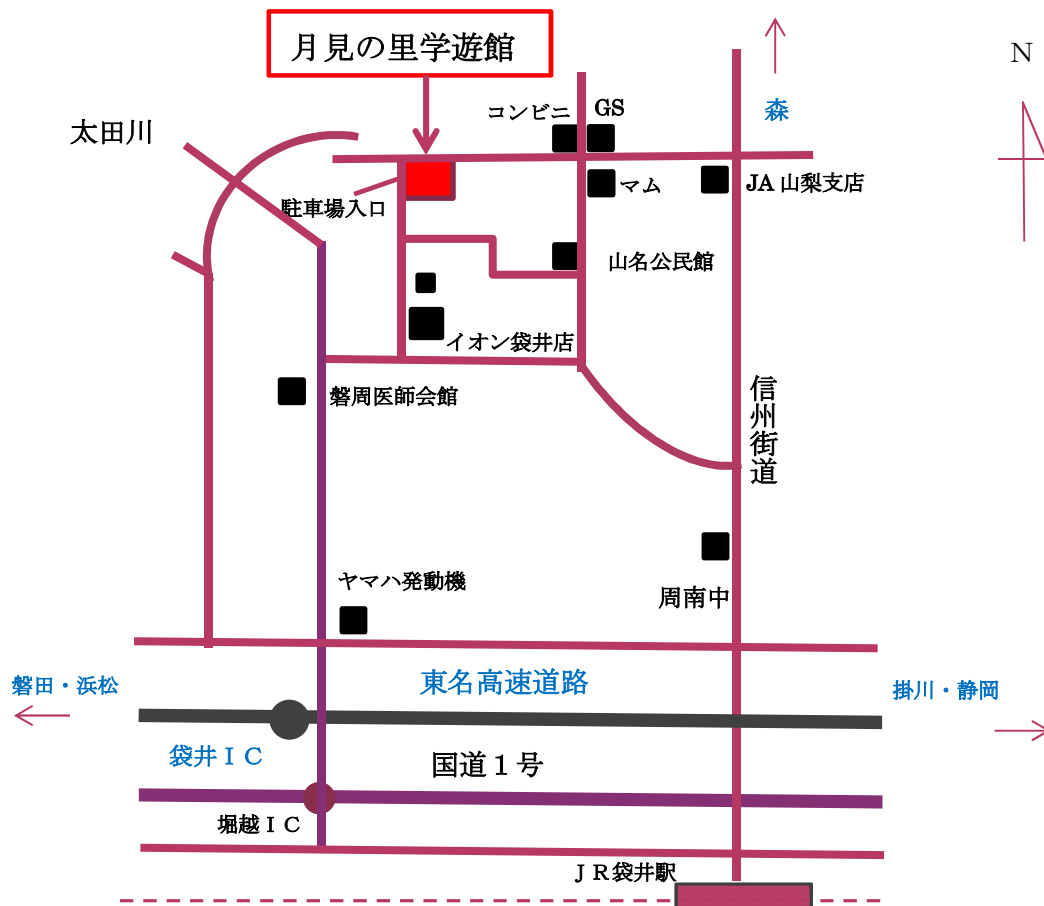 月見の里学遊館
N
コンビニ
GS
森
太田川
駐車場入口
マム
JA 山梨支店
山名公民館
イオン袋井店
磐周医師会館
信州街道
ヤマハ発動機
周南中
磐田・浜松
東名高速道路
掛川・静岡
袋井ＩＣ
国道１号
堀越ＩＣ
ＪＲ袋井駅